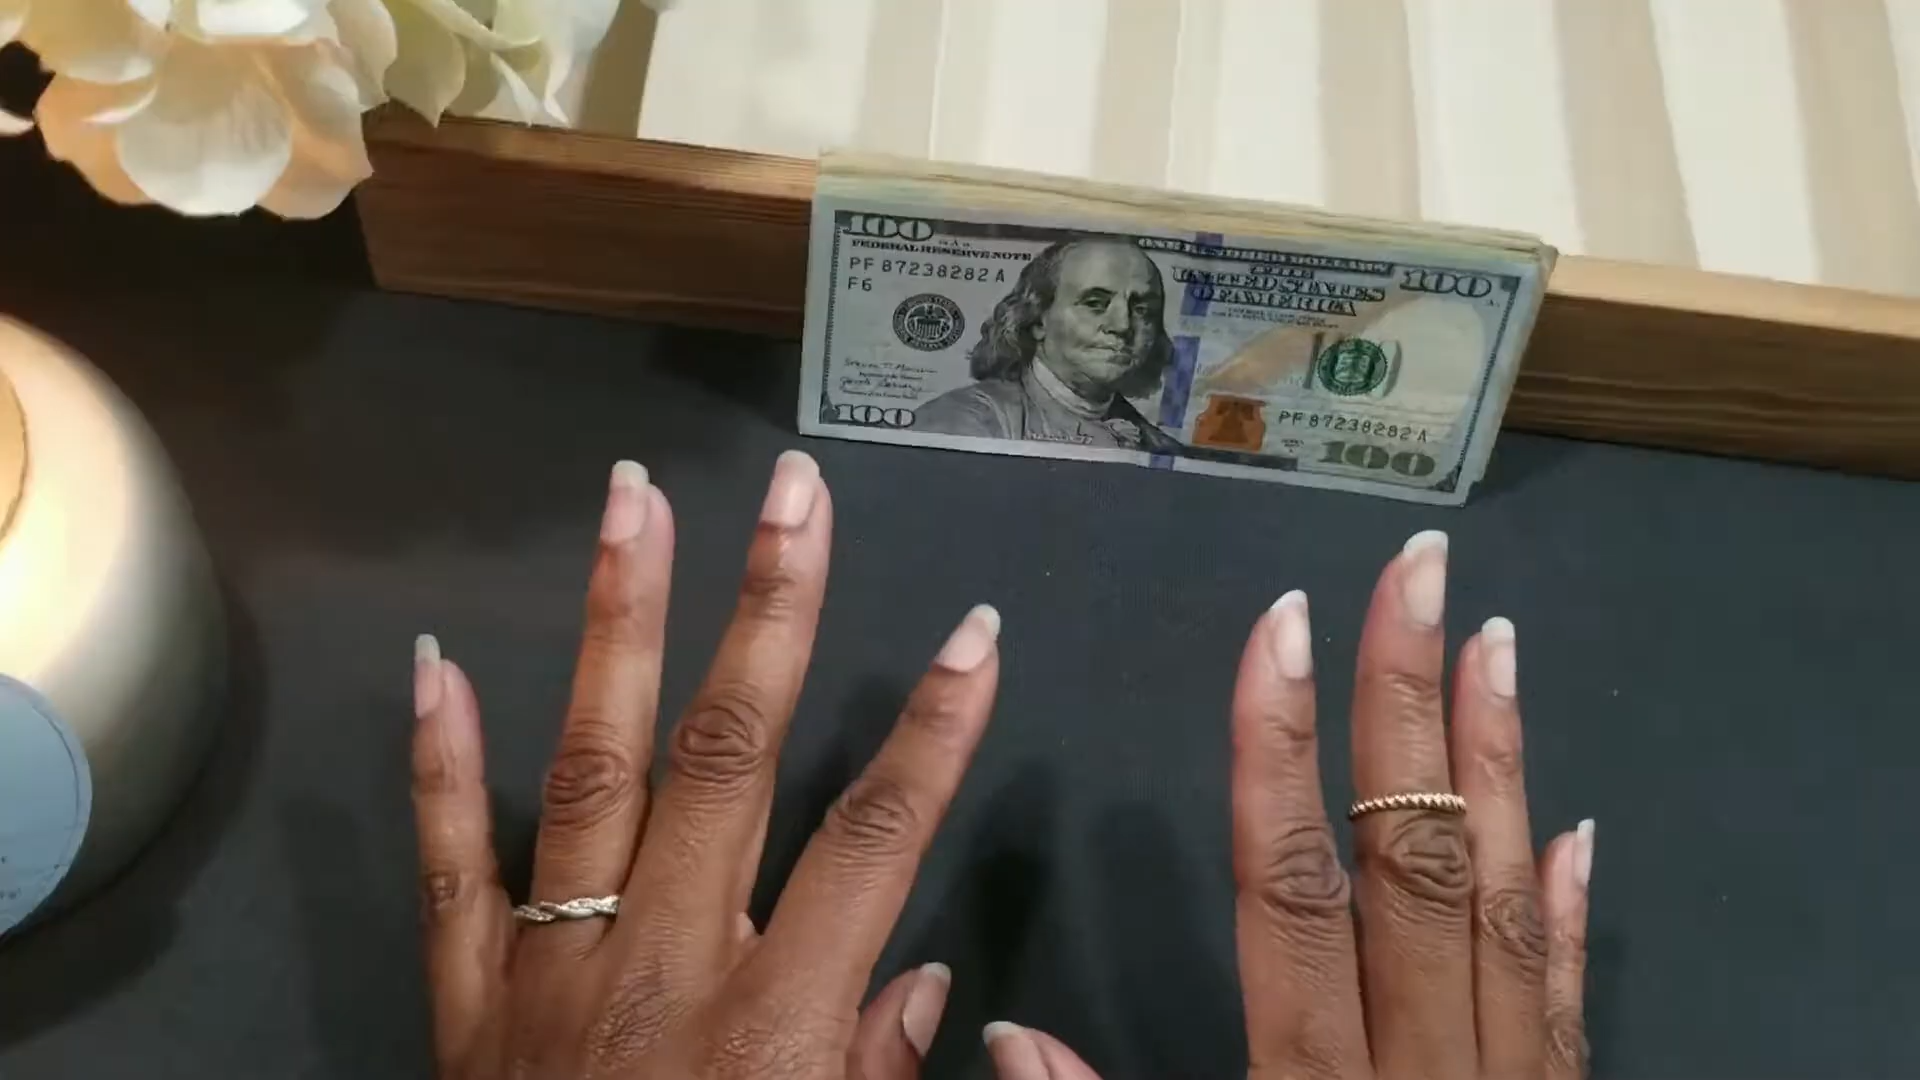 100
FEDERAL RESERVE NOTE
THE
UNITED STATES
OF AMERICA
100
PF 87238282 A
F6
100
PF 87238282 A
100